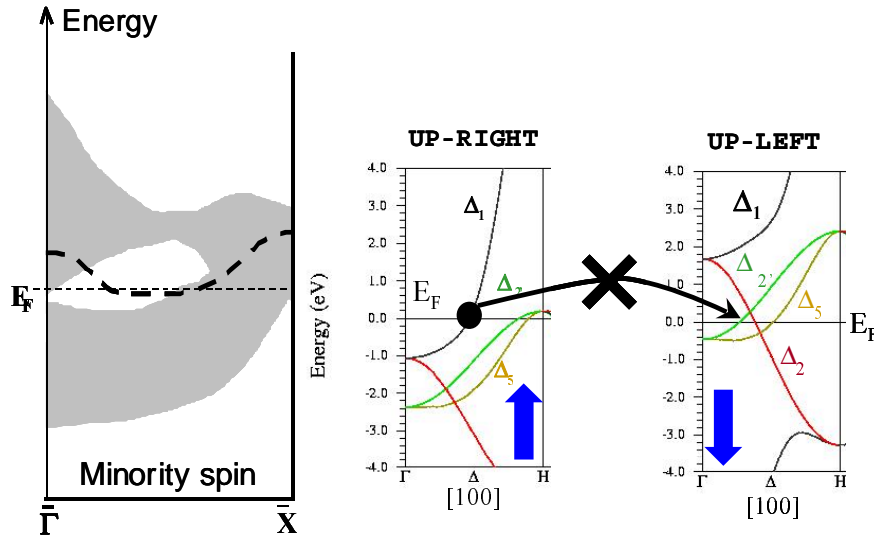 Energy
E_F
Minority spin
Γ̄
X̄
UP-RIGHT
Energy (eV)
4.0
3.0
2.0
1.0
0.0
-1.0
-2.0
-3.0
-4.0
Δ₁
Δ₂'
E_F
Δ₅
Γ
Δ
H
[100]
UP-LEFT
4.0
3.0
2.0
1.0
0.0
-1.0
-2.0
-3.0
-4.0
Δ₁
Δ₂'
Δ₅
E_F
Δ₂
Γ
Δ
H
[100]